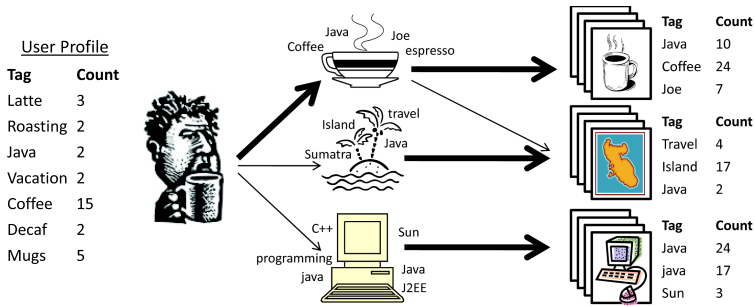 User Profile
Tag Count
Latte 3
Roasting 2
Java 2
Vacation 2
Coffee 15
Decaf 2
Mugs 5
Java Joe
Coffee espresso
travel
Island
Java
Sumatra
C++ Sun
programming
java Java
J2EE
Tag Count
Java 10
Coffee 24
Joe 7
Tag Count
Travel 4
Island 17
Java 2
Tag Count
Java 24
java 17
Sun 3